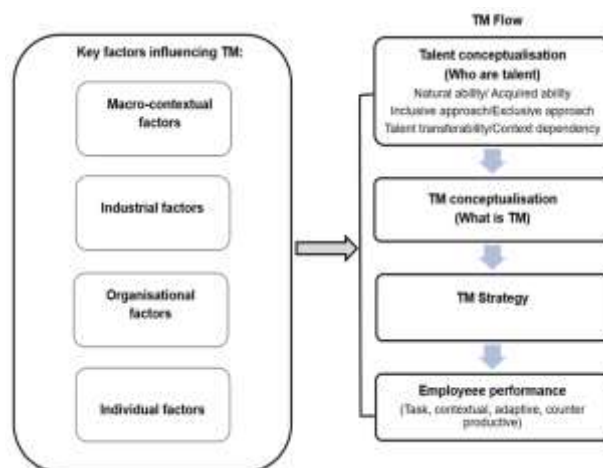 Key factors influencing TM:
Macro-contextual
factors
Industrial factors
Organisational
factors
Individual factors
TM Flow
Talent conceptualisation
(Who are talent)
Natural ability/ Acquired ability
Inclusive approach/Exclusive approach
Talent transferability/Context dependency
TM conceptualisation
(What is TM)
TM Strategy
Employeee performance
(Task, contextual, adaptive, counter
productive)